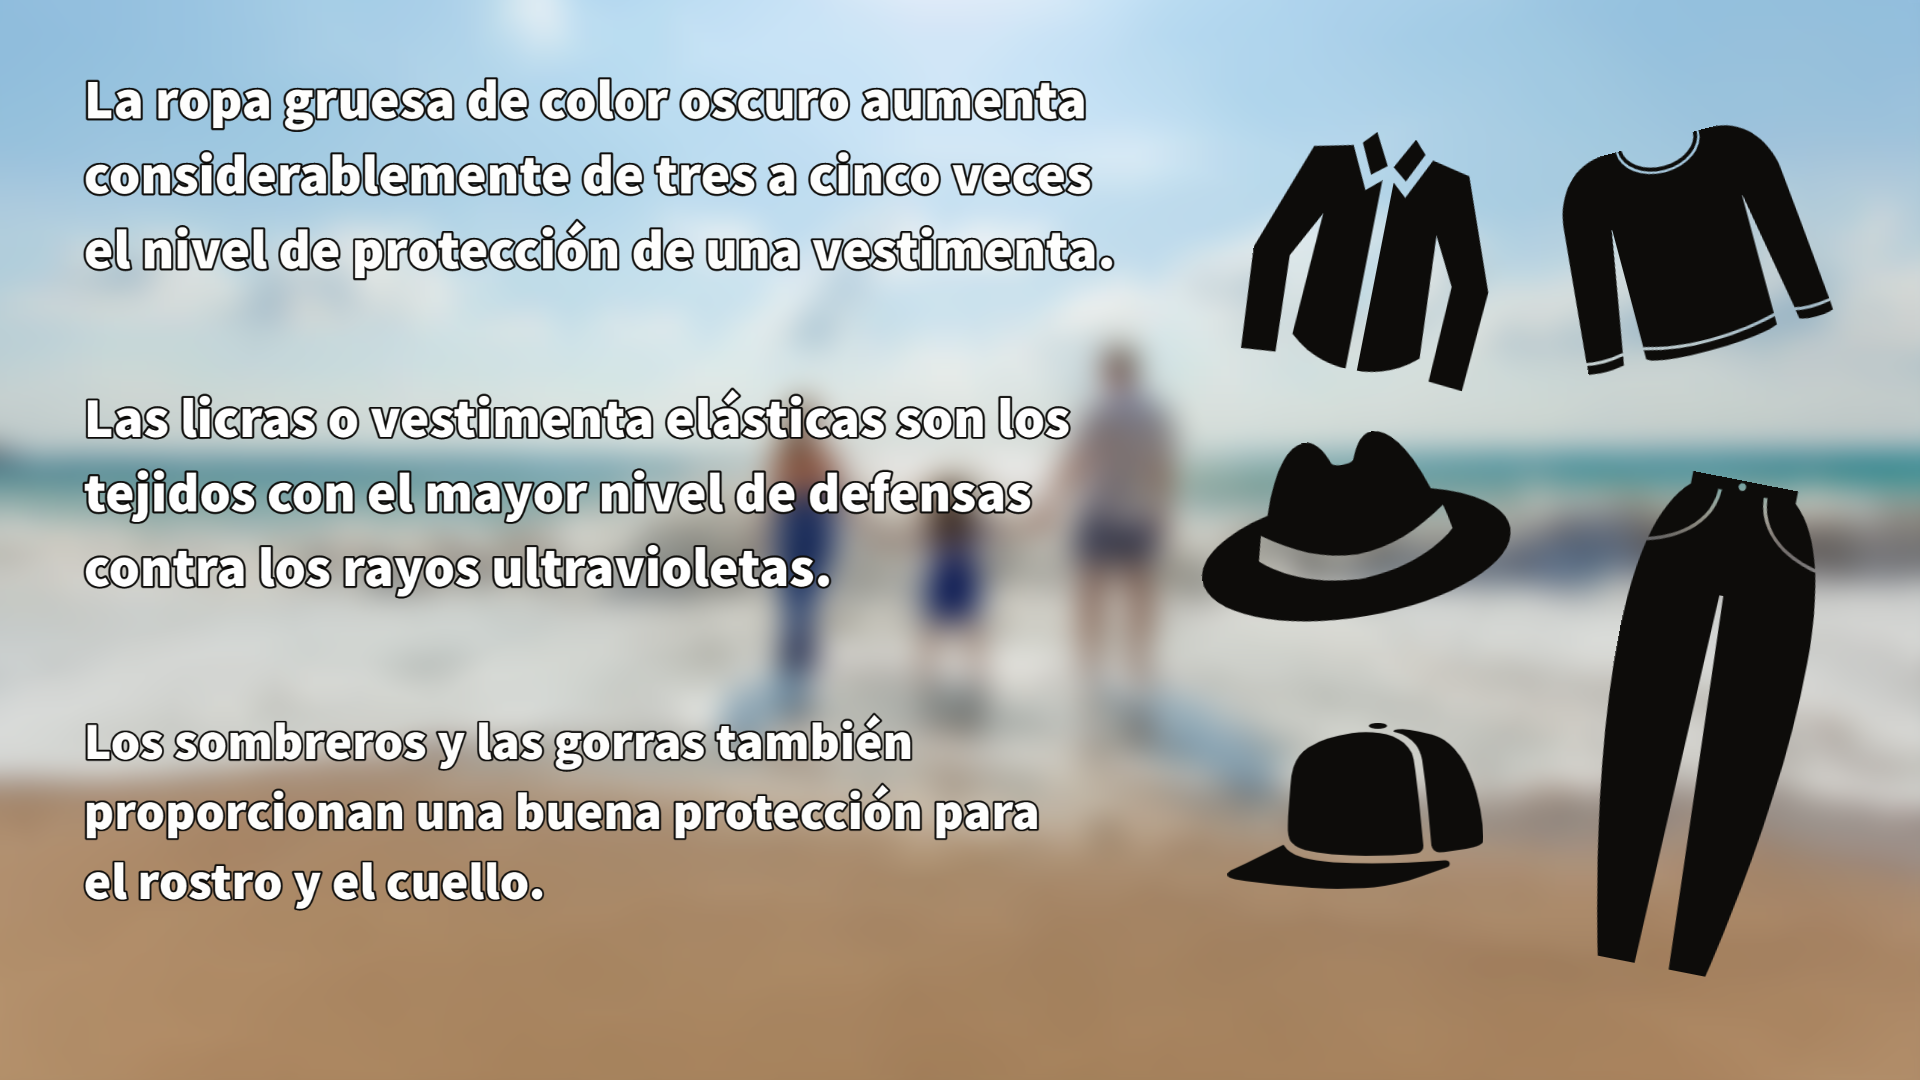 La ropa gruesa de color oscuro aumenta
considerablemente de tres a cinco veces
el nivel de protección de una vestimenta.
Las licras o vestimenta elásticas son los
tejidos con el mayor nivel de defensas
contra los rayos ultravioletas.
Los sombreros y las gorras también
proporcionan una buena protección para
el rostro y el cuello.